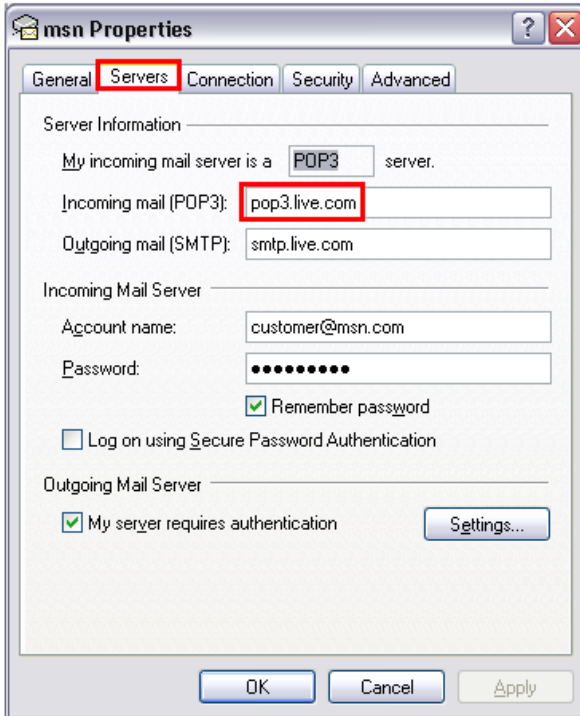 msn Properties
?
General Servers Connection Security Advanced
Server Information
My incoming mail server is a POP3 server.
Incoming mail (POP3): pop3.live.com
Outgoing mail (SMTP): smtp.live.com
Incoming Mail Server
Account name: customer@msn.com
Password: ●●●●●●●●●
Remember password
Log on using Secure Password Authentication
Outgoing Mail Server
My server requires authentication Settings...
OK Cancel Apply